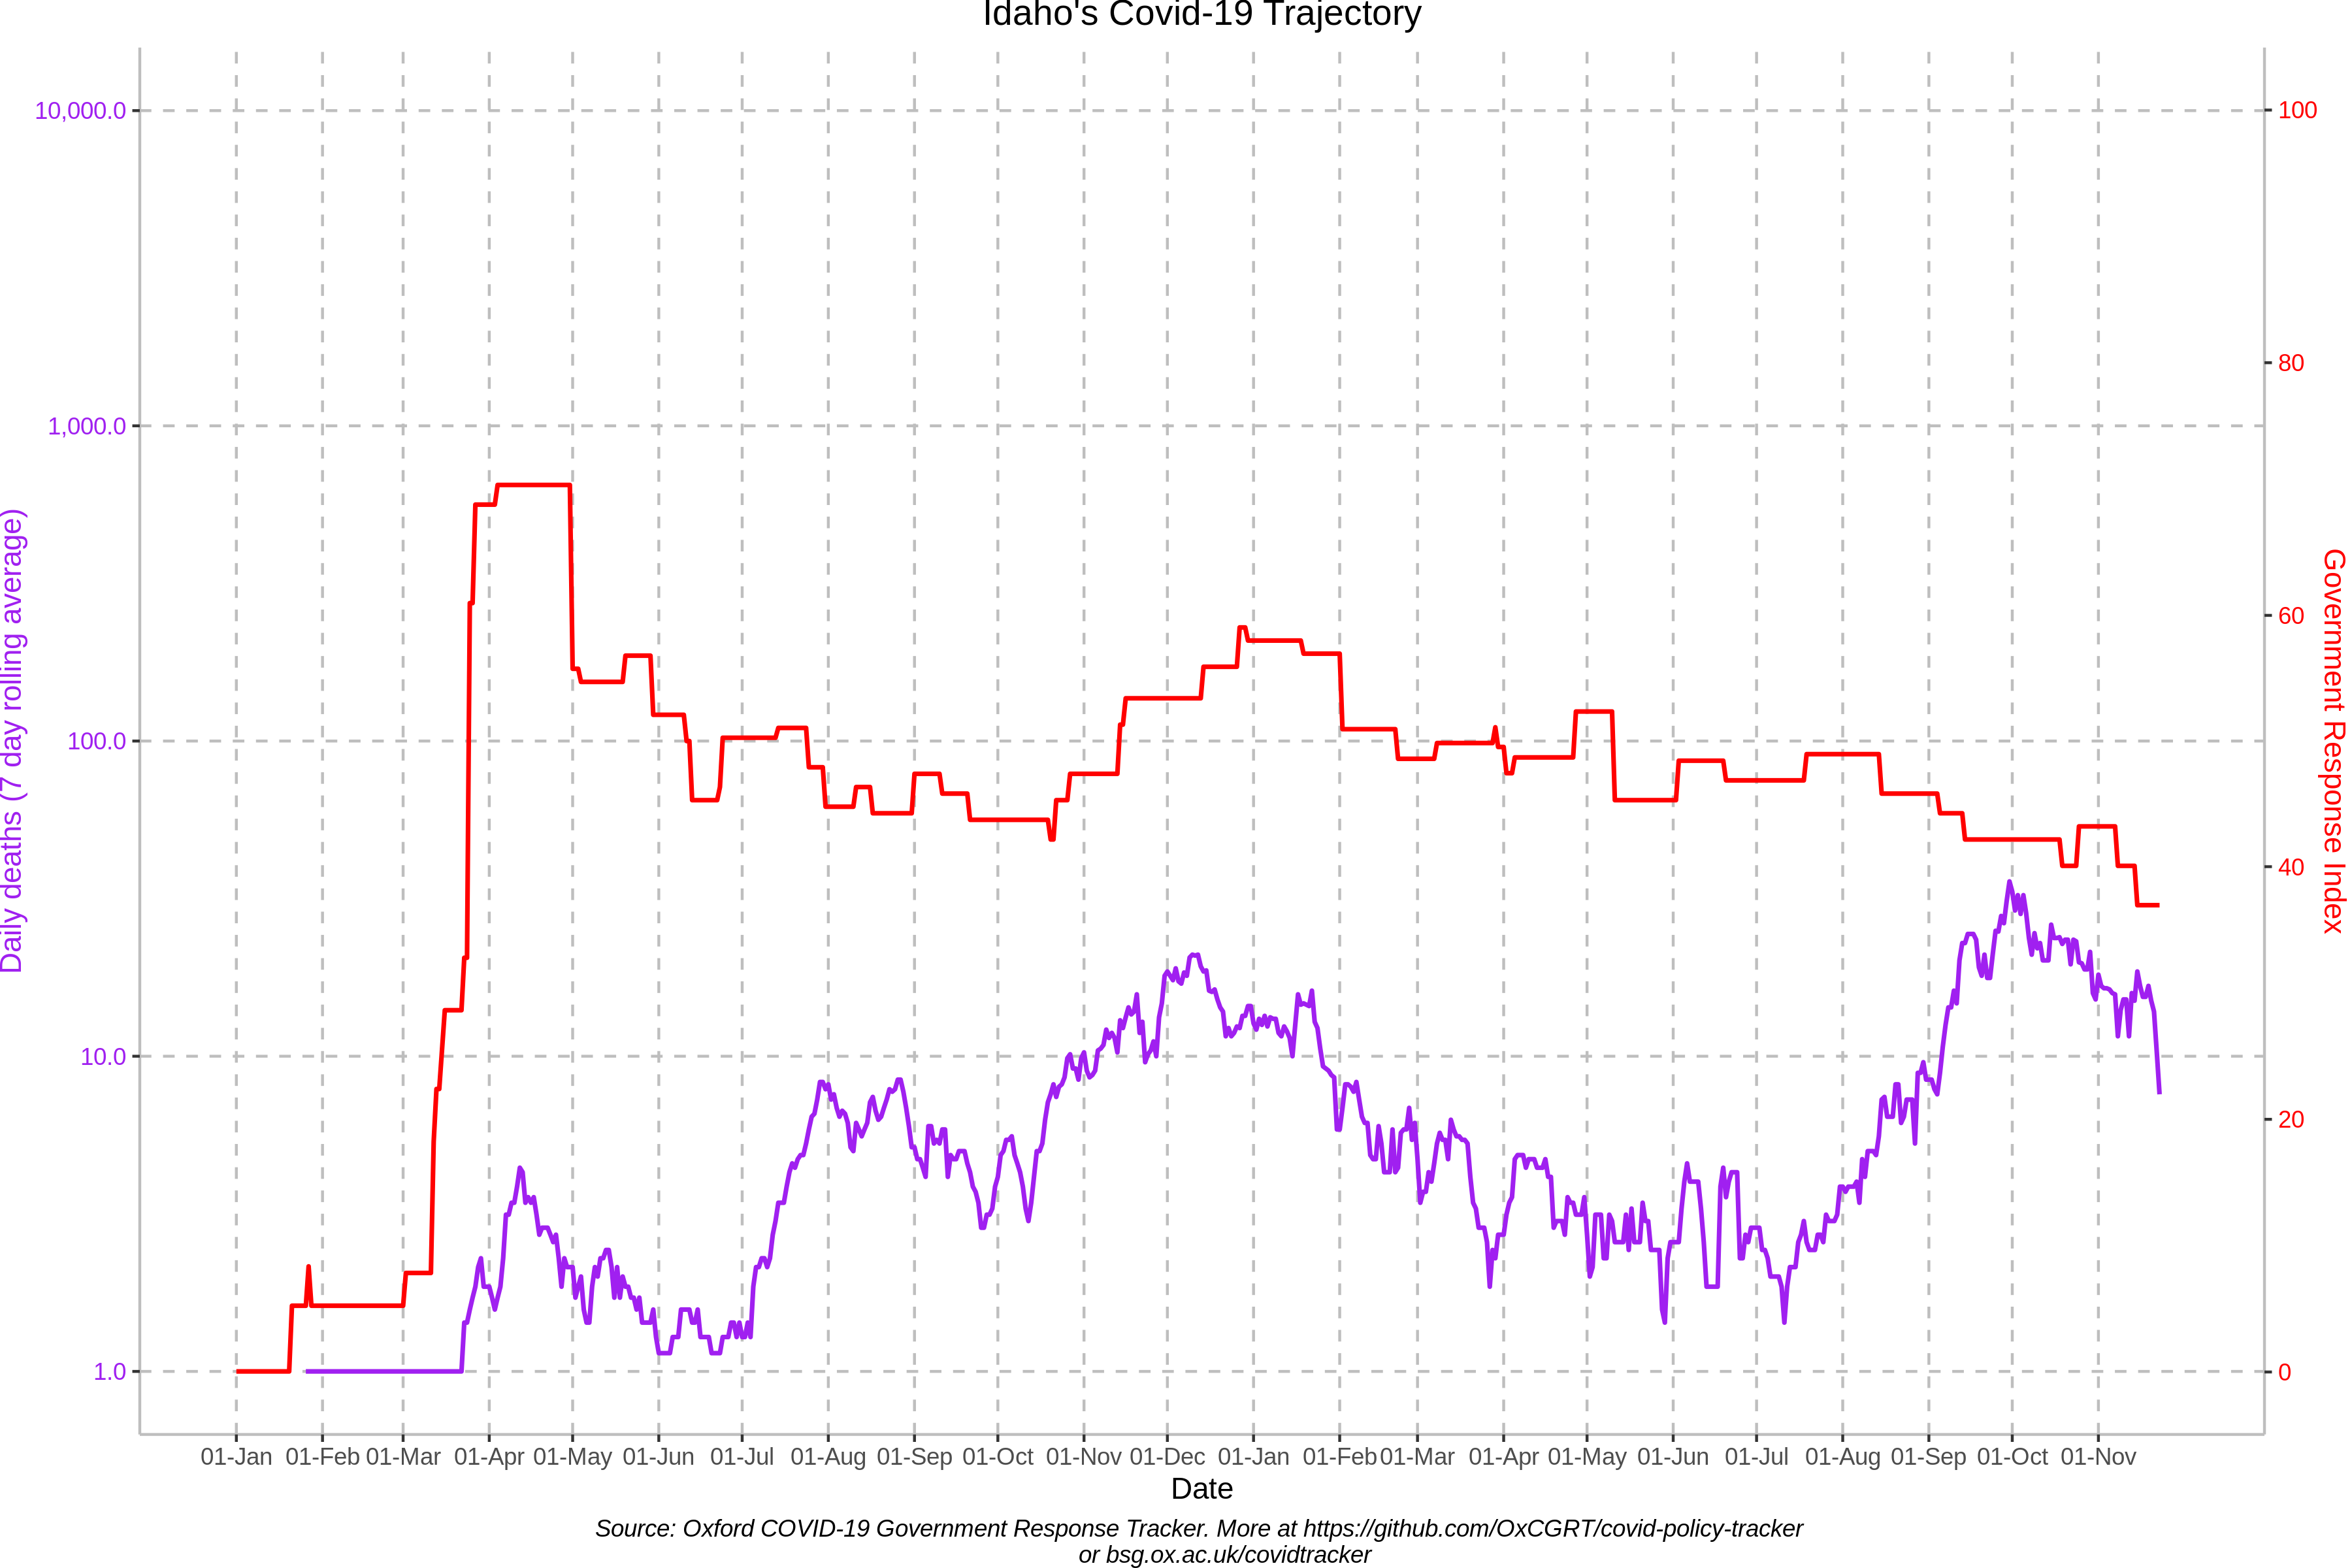 Idaho's Covid-19 Trajectory
10,000.0
1,000.0
100.0
10.0
1.0
Daily deaths (7 day rolling average)
100
80
60
40
20
0
Government Response Index
01-Jan 01-Feb 01-Mar 01-Apr 01-May 01-Jun 01-Jul 01-Aug 01-Sep 01-Oct 01-Nov 01-Dec 01-Jan 01-Feb 01-Mar 01-Apr 01-May 01-Jun 01-Jul 01-Aug 01-Sep 01-Oct 01-Nov
Date
Source: Oxford COVID-19 Government Response Tracker. More at https://github.com/OxCGRT/covid-policy-tracker
or bsg.ox.ac.uk/covidtracker